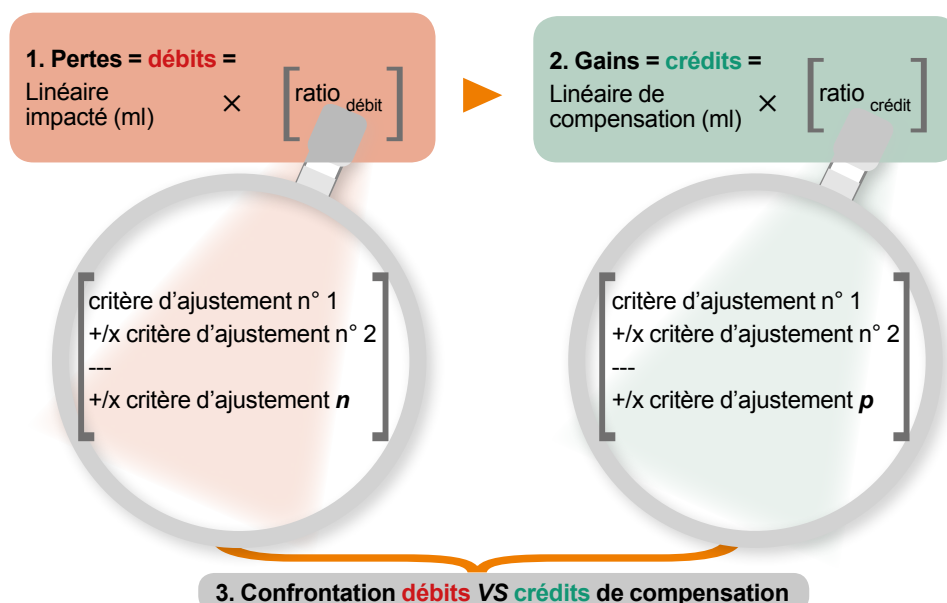 1. Pertes = débits =
Linéaire
impacté (ml) × [ratio débit]
2. Gains = crédits =
Linéaire de
compensation (ml) × [ratio crédit]
critère d'ajustement n° 1
+/x critère d'ajustement n° 2
---
+/x critère d'ajustement n
critère d'ajustement n° 1
+/x critère d'ajustement n° 2
---
+/x critère d'ajustement p
3. Confrontation débits VS crédits de compensation